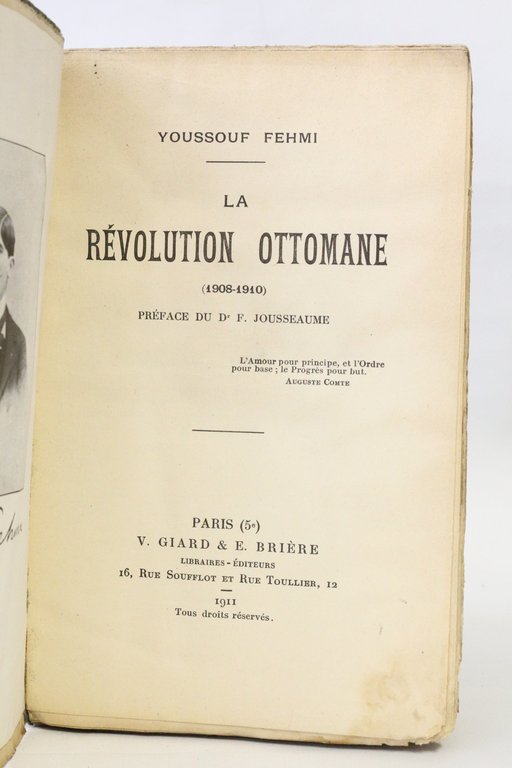 YOUSSOUF FEHMI
LA
RÉVOLUTION OTTOMANE
(1908-1910)
PRÉFACE DU Dr F. JOUSSEAUME
L'Amour pour principe, et l'Ordre
pour base ; le Progrès pour but.
AUGUSTE COMTE
PARIS (5e)
V. GIARD & E. BRIÈRE
LIBRAIRES-ÉDITEURS
16, RUE SOUFFLOT ET RUE TOULLIER, 12
1911
Tous droits réservés.